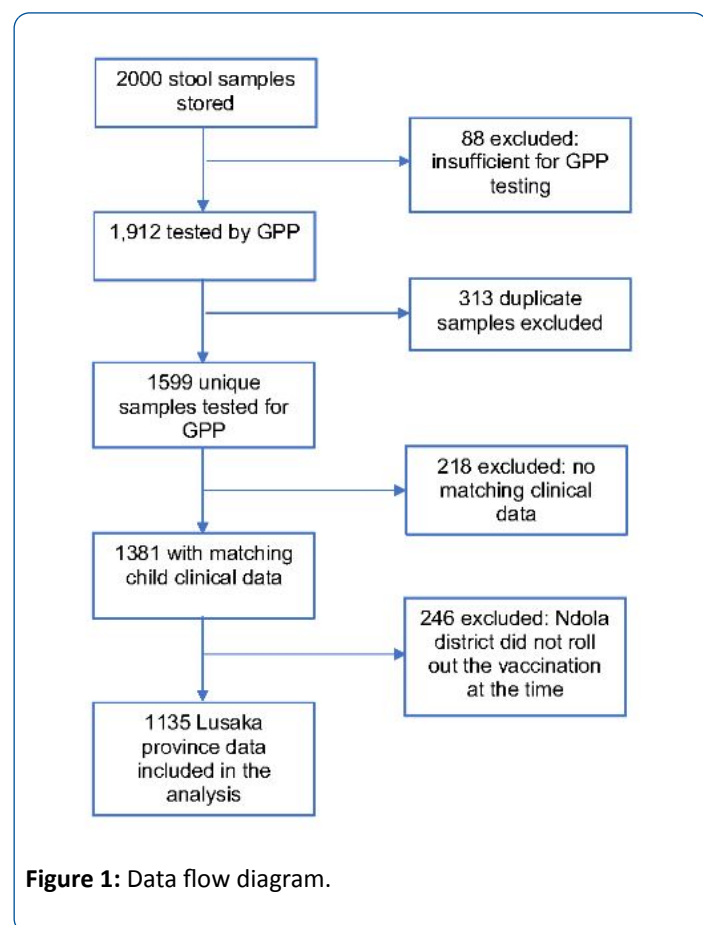 2000 stool samples
stored
88 excluded:
insufficient for GPP
testing
1,912 tested by GPP
313 duplicate
samples excluded
1599 unique
samples tested for
GPP
218 excluded: no
matching clinical
data
1381 with matching
child clinical data
246 excluded: Ndola
district did not roll
out the vaccination
at the time
1135 Lusaka
province data
included in the
analysis
Figure 1: Data flow diagram.